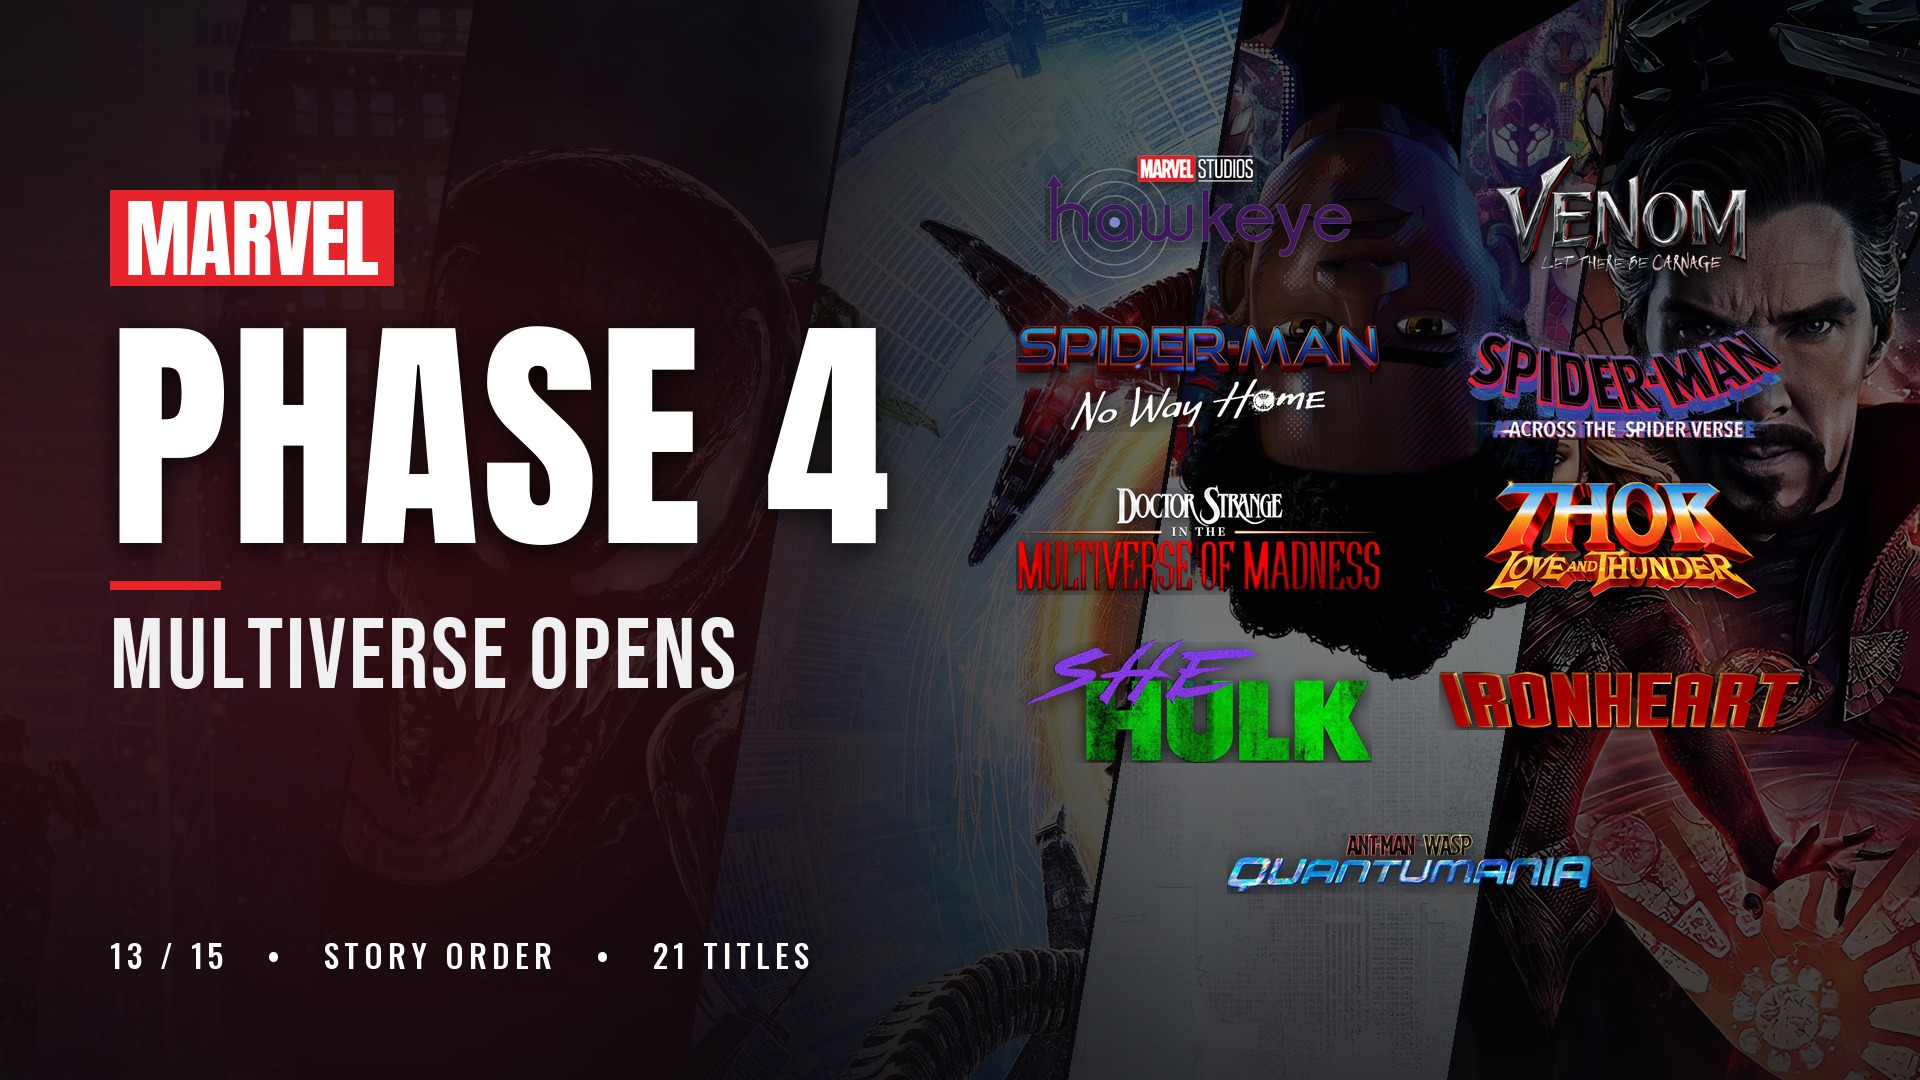 MARVEL
PHASE 4
MULTIVERSE OPENS
13 / 15 • STORY ORDER • 21 TITLES
MARVEL STUDIOS
hawkeye
VENOM
LET THERE BE CARNAGE
SPIDER-MAN
No Way Home
SPIDER-MAN
ACROSS THE SPIDER VERSE
DOCTOR STRANGE
IN THE
MULTIVERSE OF MADNESS
THOR
LOVE AND THUNDER
SHE
HULK
IRONHEART
ANT-MAN WASP
QUANTUMANIA